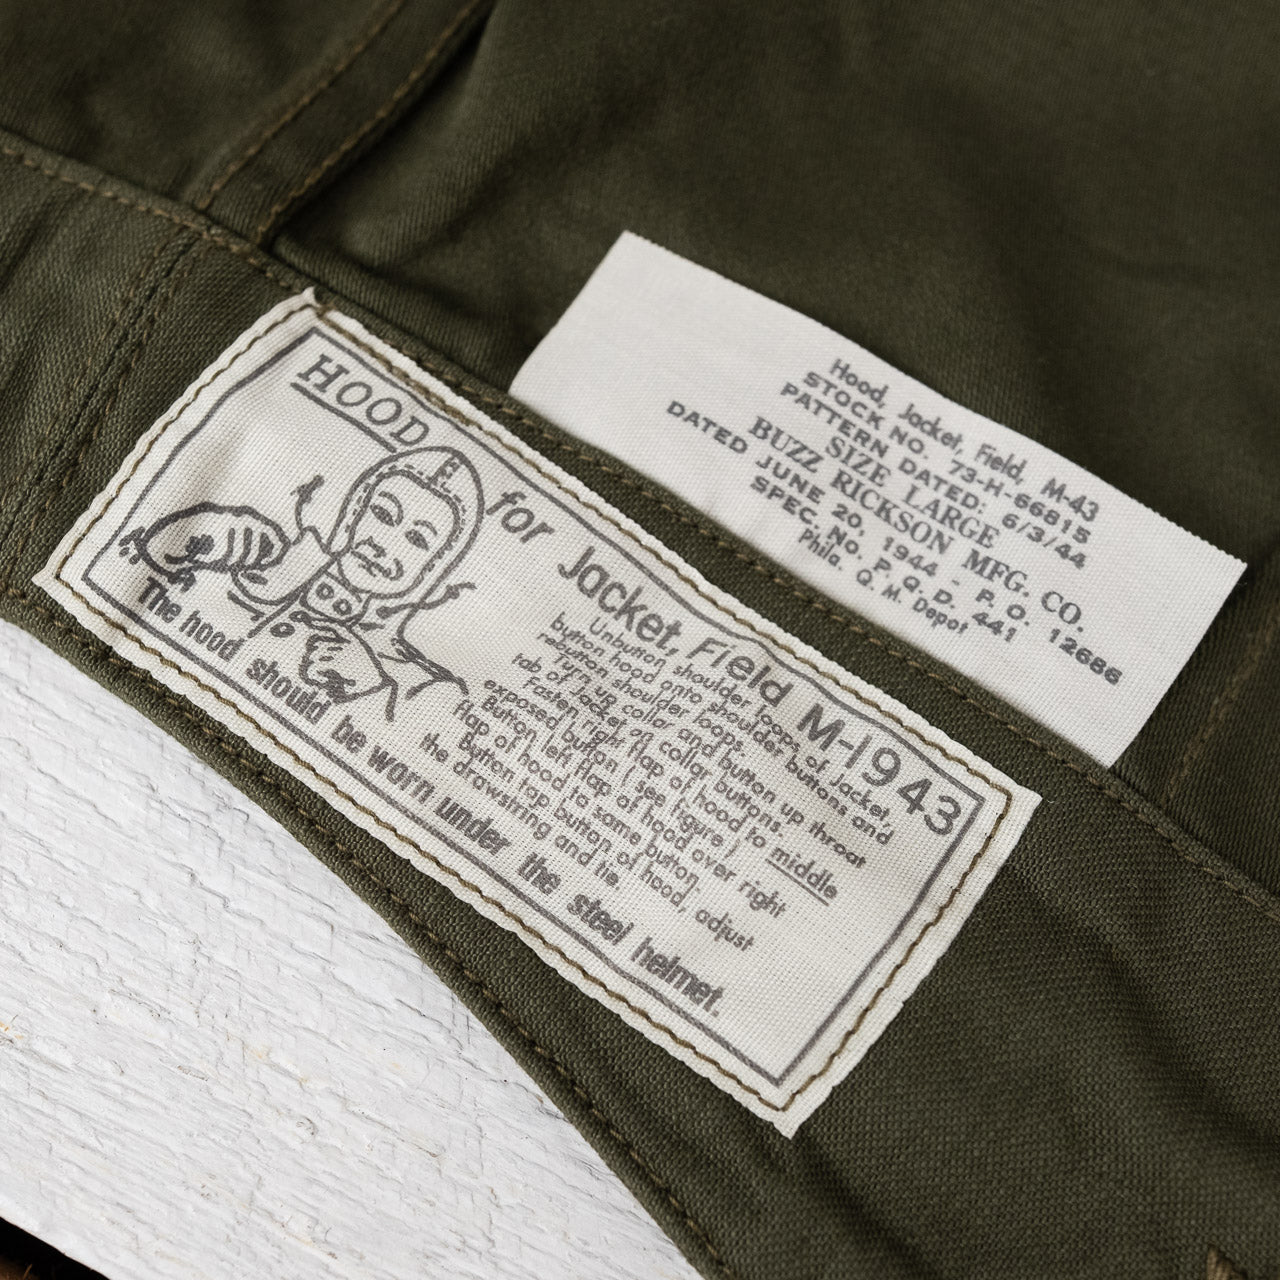 HOOD for Jacket, Field M-1943
Unbutton shoulder loops of jacket,
button hood onto shoulder buttons and
rebutton shoulder loops.
Turn up collar and button up throat
tab of jacket on collar buttons.
Fasten right flap of hood to middle
exposed button (see figure)
Button left flap of hood over right
flap of hood to same button.
Button top button of hood, adjust
the drawstring and tie.
The hood should be worn under the steel helmet.
Hood, Jacket, Field, M-43
STOCK NO. 73-H-66815
PATTERN DATED: 6/3/44
SIZE LARGE
BUZZ RICKSON MFG. CO.
DATED JUNE 20, 1944 - P.O. 12686
SPEC. NO. P. Q. D. 441
Phila. Q. M. Depot